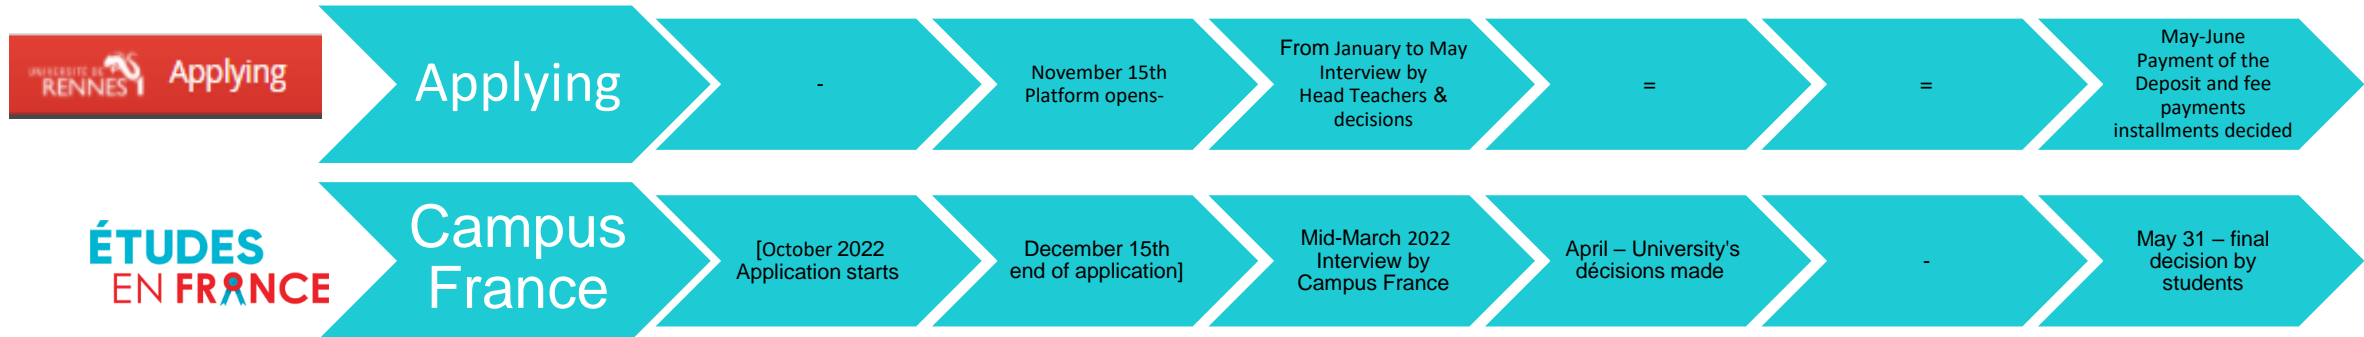 UNIVERSITÉ DE
RENNES 1
Applying
Applying
-
November 15th
Platform opens-
From January to May
Interview by
Head Teachers &
decisions
=
=
May-June
Payment of the
Deposit and fee
payments
installments decided
ÉTUDES
EN FRANCE
Campus
France
[October 2022
Application starts
December 15th
end of application]
Mid-March 2022
Interview by
Campus France
April – University's
décisions made
-
May 31 – final
decision by
students